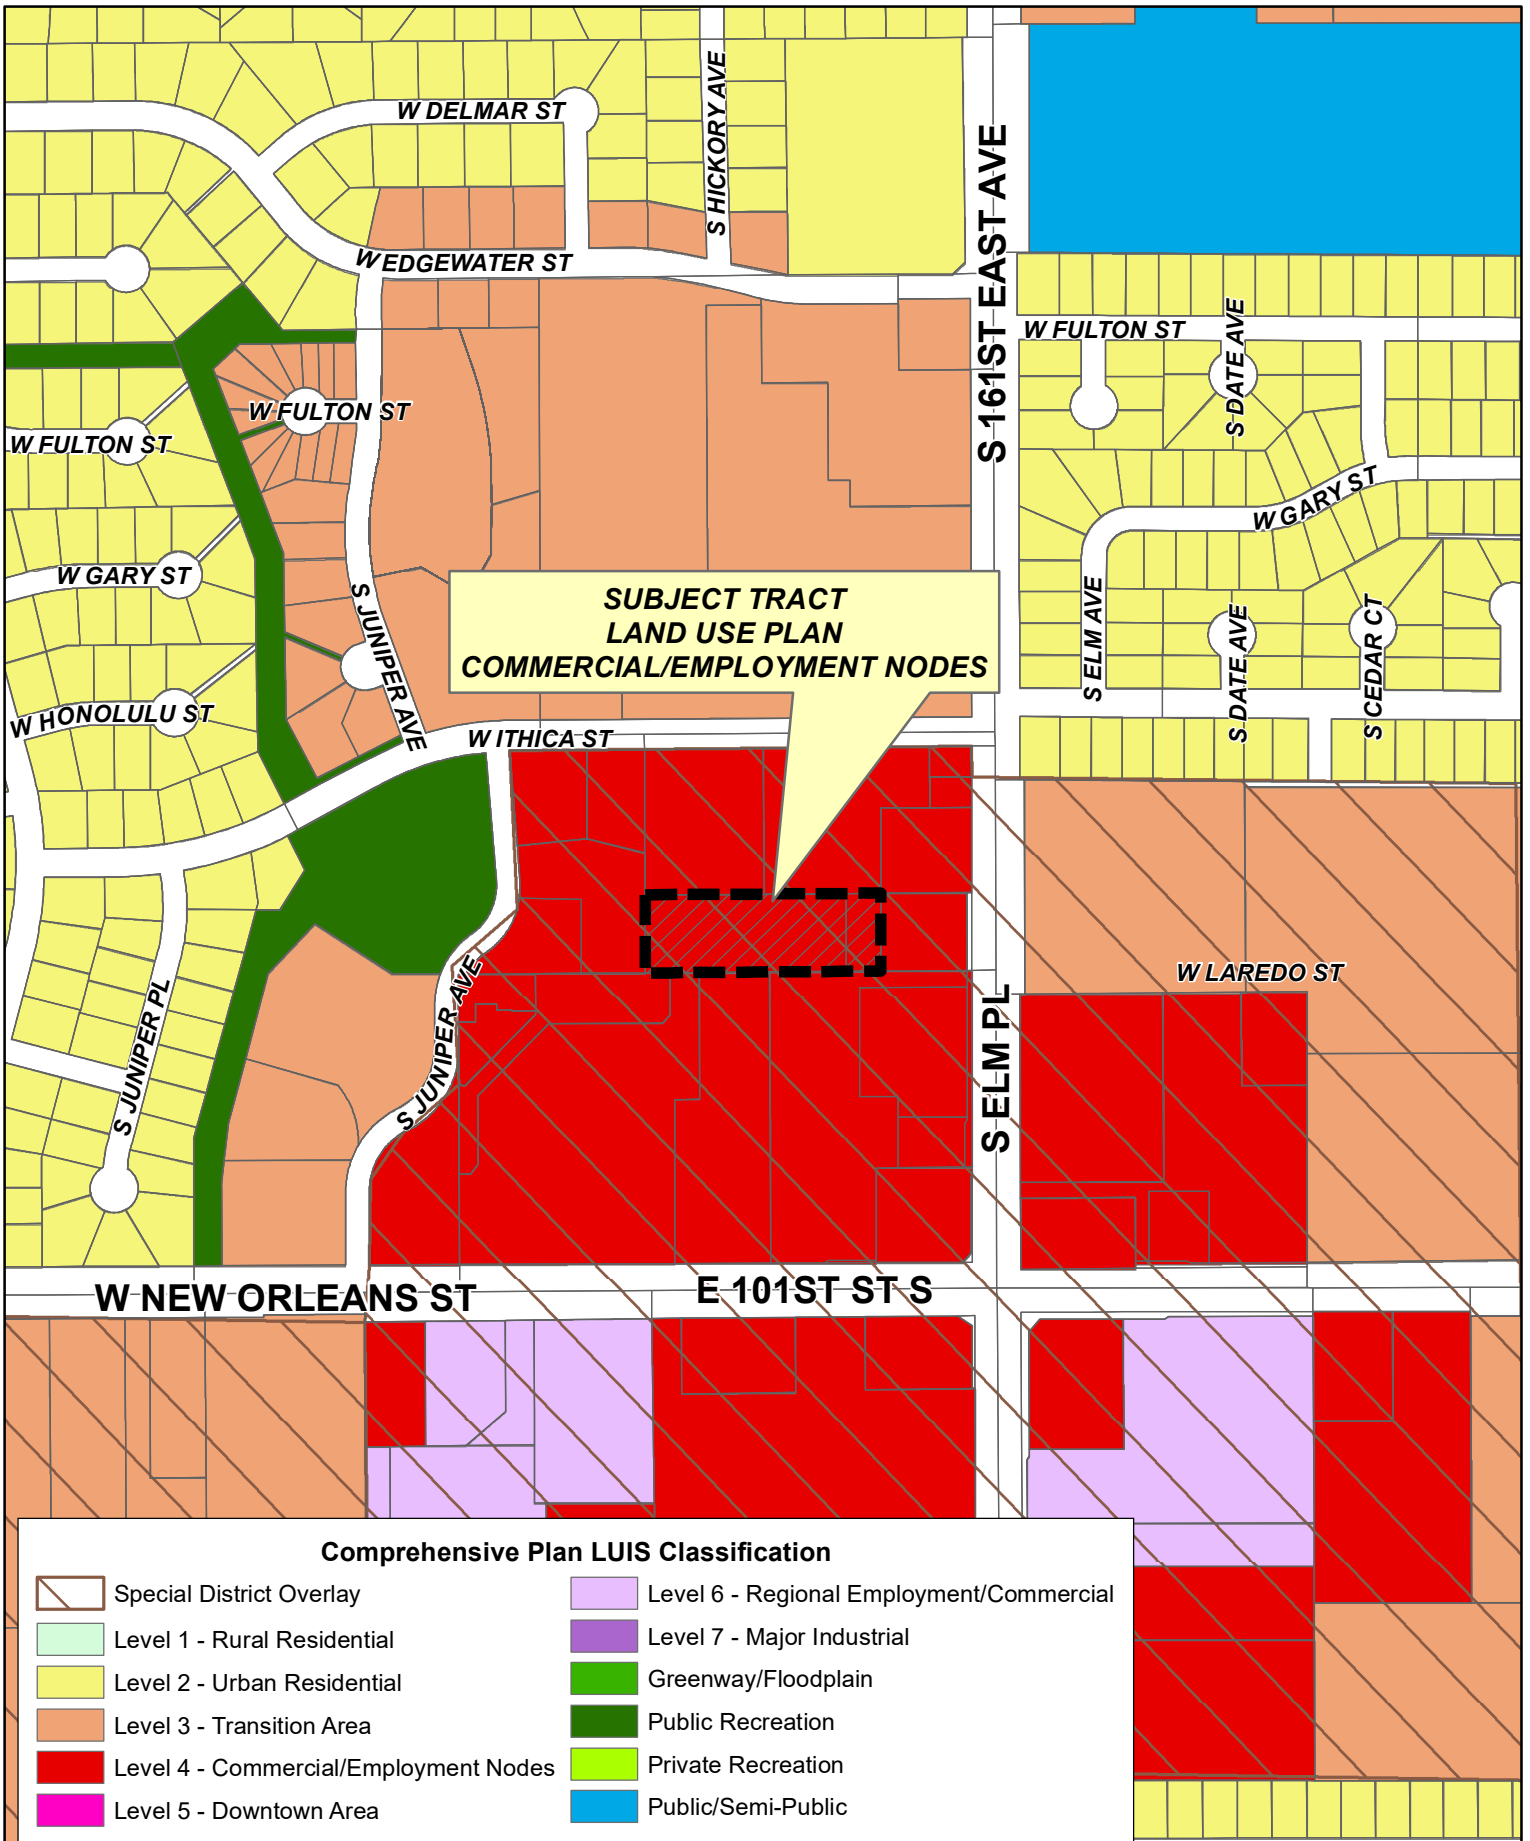 W DELMAR ST
S HICKORY AVE
S 161ST EAST AVE
W EDGEWATER ST
W FULTON ST
S DATE AVE
W FULTON ST
W FULTON ST
W GARY ST
W GARY ST
S JUNIPER AVE
SUBJECT TRACT
LAND USE PLAN
COMMERCIAL/EMPLOYMENT NODES
S ELM AVE
S DATE AVE
S CEDAR CT
W HONOLULU ST
W ITHICA ST
S JUNIPER PL
S JUNIPER AVE
W LAREDO ST
S ELM PL
W NEW ORLEANS ST
E 101ST ST S
Comprehensive Plan LUIS Classification
Special District Overlay
Level 1 - Rural Residential
Level 2 - Urban Residential
Level 3 - Transition Area
Level 4 - Commercial/Employment Nodes
Level 5 - Downtown Area
Level 6 - Regional Employment/Commercial
Level 7 - Major Industrial
Greenway/Floodplain
Public Recreation
Private Recreation
Public/Semi-Public